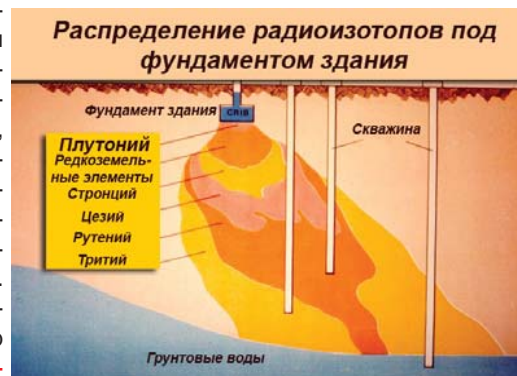 Распределение радиоизотопов под
фундаментом здания
Фундамент здания
CRIB
Скважина
Плутоний
Редкоземель-
ные элементы
Стронций
Цезий
Рутений
Тритий
Грунтовые воды